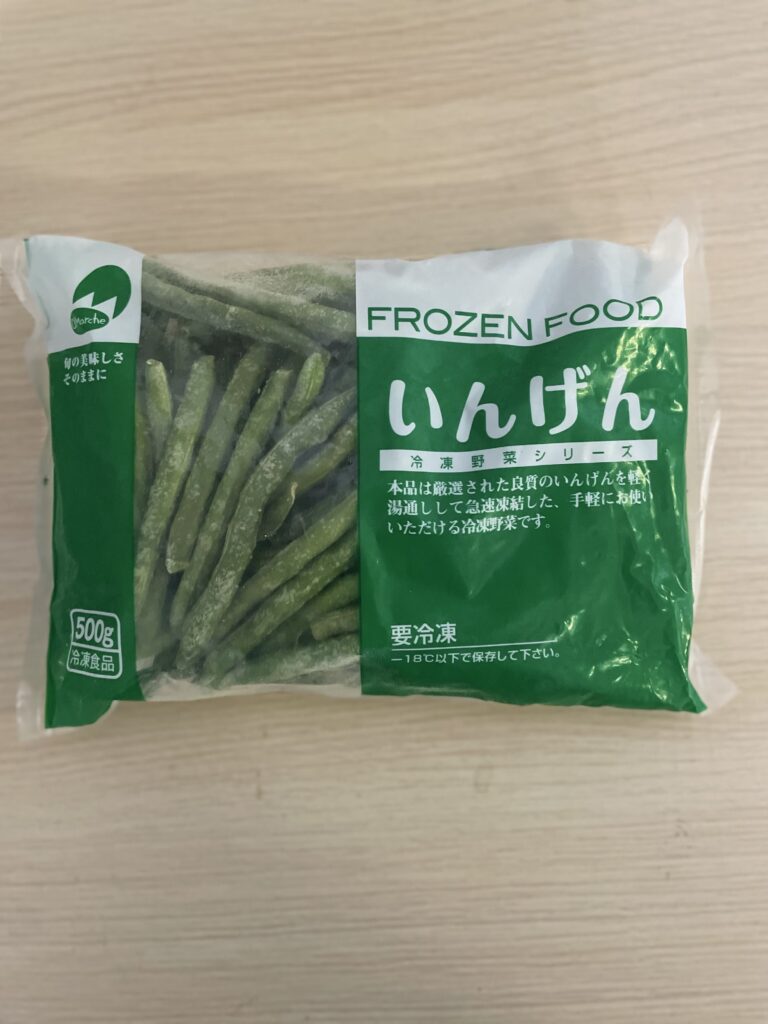 Marche
旬の美味しさ
そのままに
500g
冷凍食品
FROZEN FOOD
いんげん
冷凍野菜シリーズ
本品は厳選された良質のいんげんを軽く
湯通しして急速凍結した、手軽にお使い
いただける冷凍野菜です。
要冷凍
－18℃以下で保存して下さい。